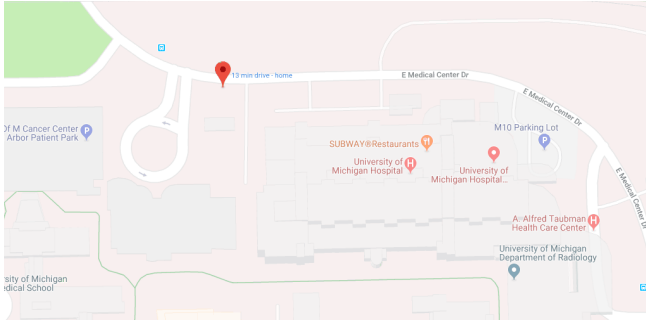 13 min drive - home
E Medical Center Dr
E Medical Center Dr
Of M Cancer Center
Arbor Patient Park
SUBWAY®Restaurants
M10 Parking Lot
University of
Michigan Hospital
University of
Michigan Hospital...
E Medical Center Dr
A. Alfred Taubman
Health Care Center
University of Michigan
Department of Radiology
rsity of Michigan
edical School